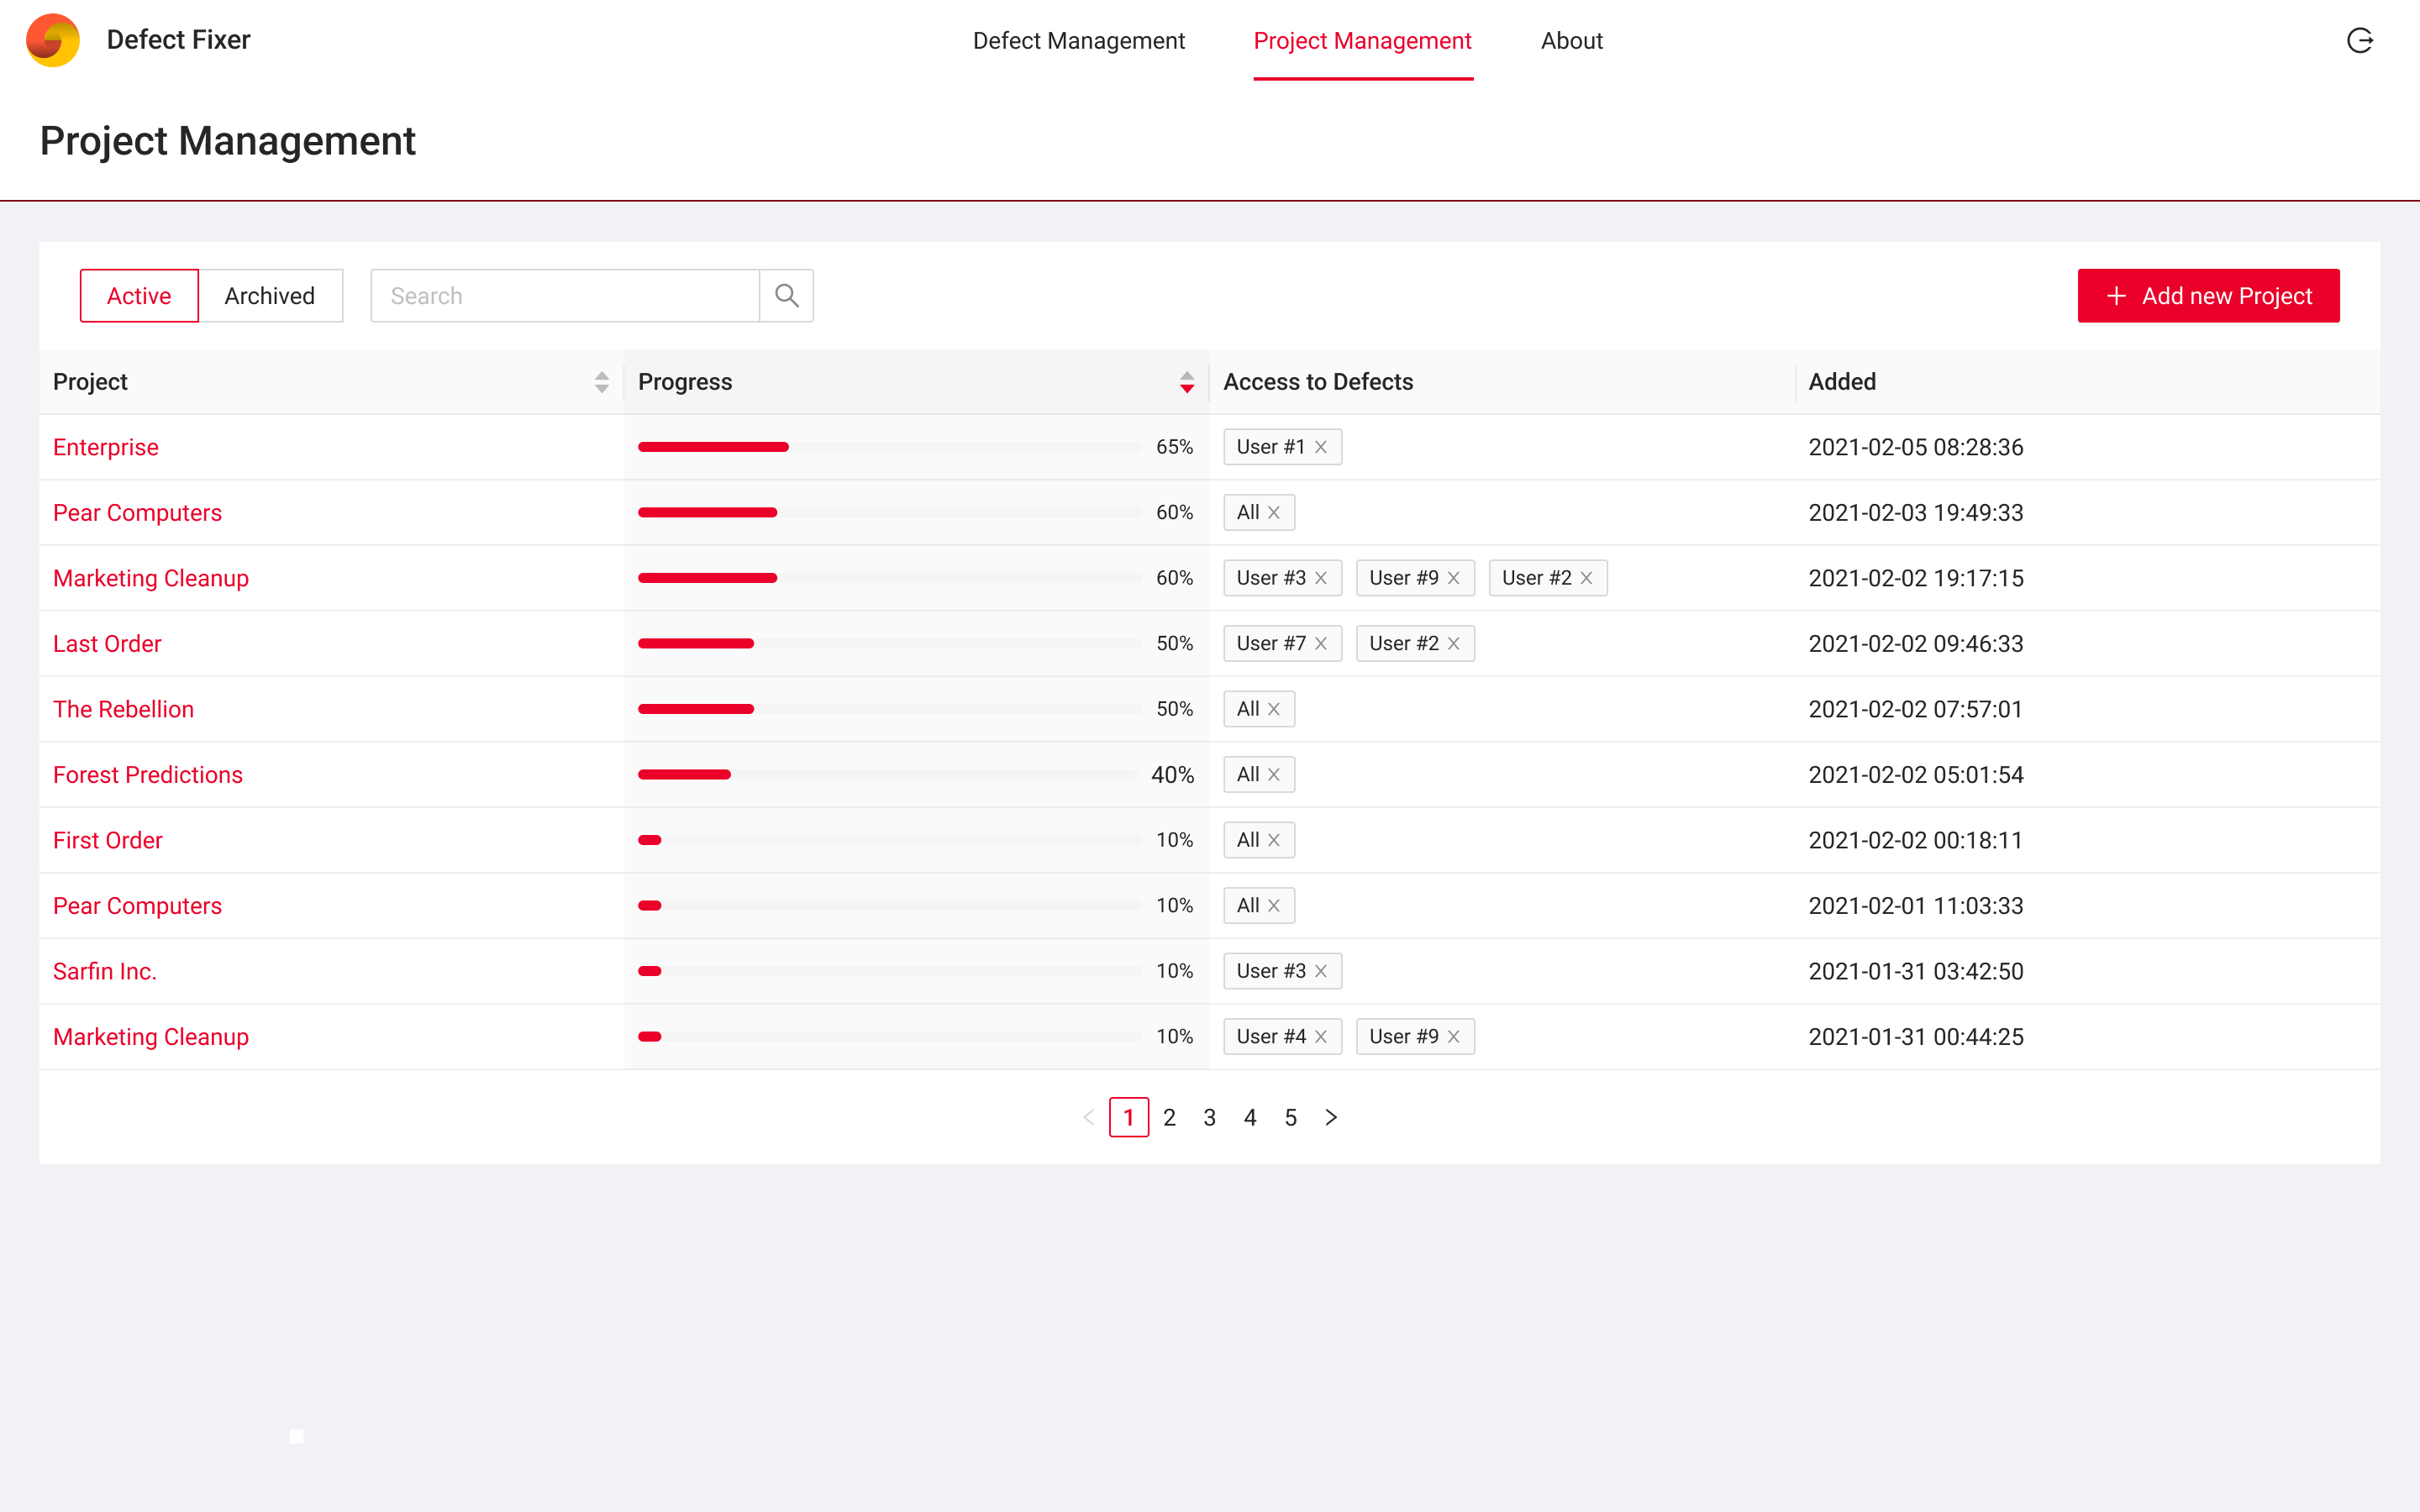 Defect Fixer
Defect Management Project Management About
Project Management
Active Archived Search Add new Project
Project Progress Access to Defects Added
Enterprise 65% User #1 2021-02-05 08:28:36
Pear Computers 60% All 2021-02-03 19:49:33
Marketing Cleanup 60% User #3 User #9 User #2 2021-02-02 19:17:15
Last Order 50% User #7 User #2 2021-02-02 09:46:33
The Rebellion 50% All 2021-02-02 07:57:01
Forest Predictions 40% All 2021-02-02 05:01:54
First Order 10% All 2021-02-02 00:18:11
Pear Computers 10% All 2021-02-01 11:03:33
Sarfin Inc. 10% User #3 2021-01-31 03:42:50
Marketing Cleanup 10% User #4 User #9 2021-01-31 00:44:25
1 2 3 4 5